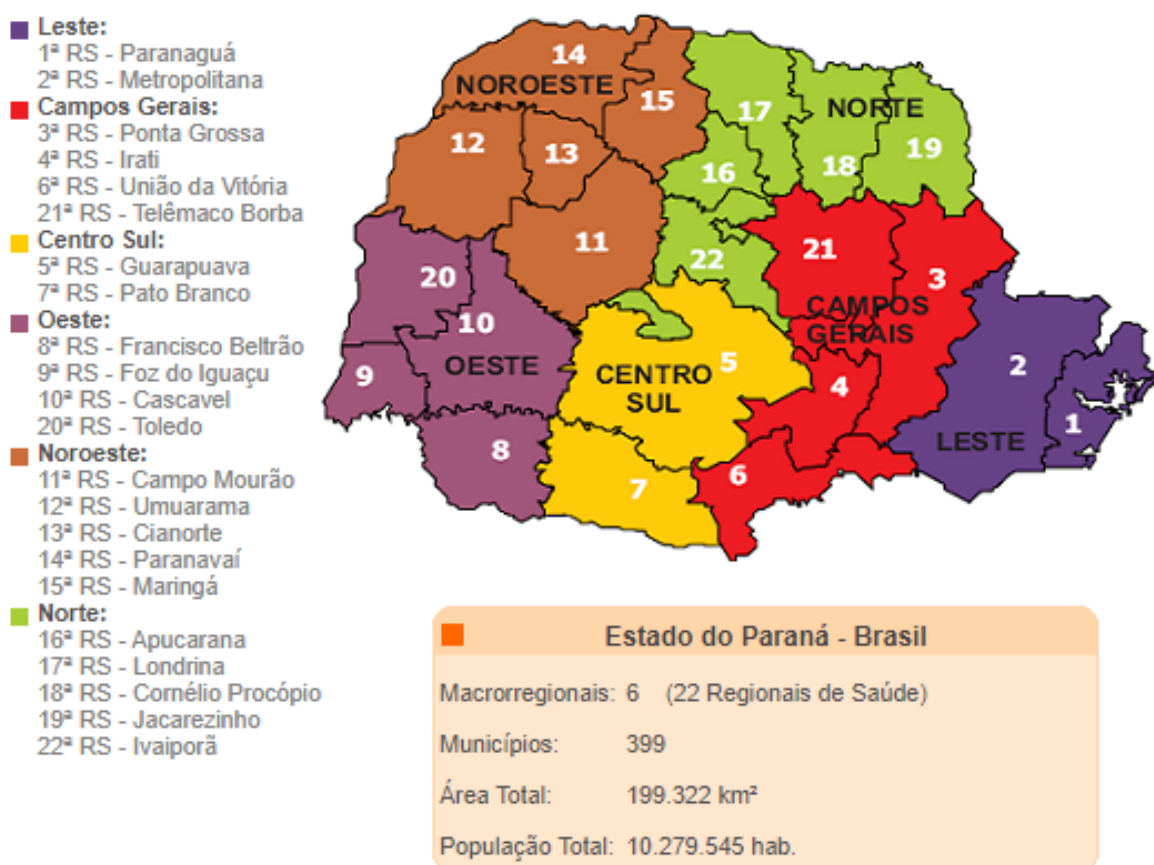 Leste:
1ª RS - Paranaguá
2ª RS - Metropolitana
Campos Gerais:
3ª RS - Ponta Grossa
4ª RS - Irati
6ª RS - União da Vitória
21ª RS - Telêmaco Borba
Centro Sul:
5ª RS - Guarapuava
7ª RS - Pato Branco
Oeste:
8ª RS - Francisco Beltrão
9ª RS - Foz do Iguaçu
10ª RS - Cascavel
20ª RS - Toledo
Noroeste:
11ª RS - Campo Mourão
12ª RS - Umuarama
13ª RS - Cianorte
14ª RS - Paranavaí
15ª RS - Maringá
Norte:
16ª RS - Apucarana
17ª RS - Londrina
18ª RS - Cornélio Procópio
19ª RS - Jacarezinho
22ª RS - Ivaiporã
14
NOROESTE
15
12
13
11
17
NORTE
16
18
19
22
21
3
CAMPOS
GERAIS
4
6
20
10
OESTE
9
8
5
CENTRO
SUL
7
2
1
LESTE
Estado do Paraná - Brasil
Macrorregionais: 6 (22 Regionais de Saúde)
Municípios: 399
Área Total: 199.322 km²
População Total: 10.279.545 hab.